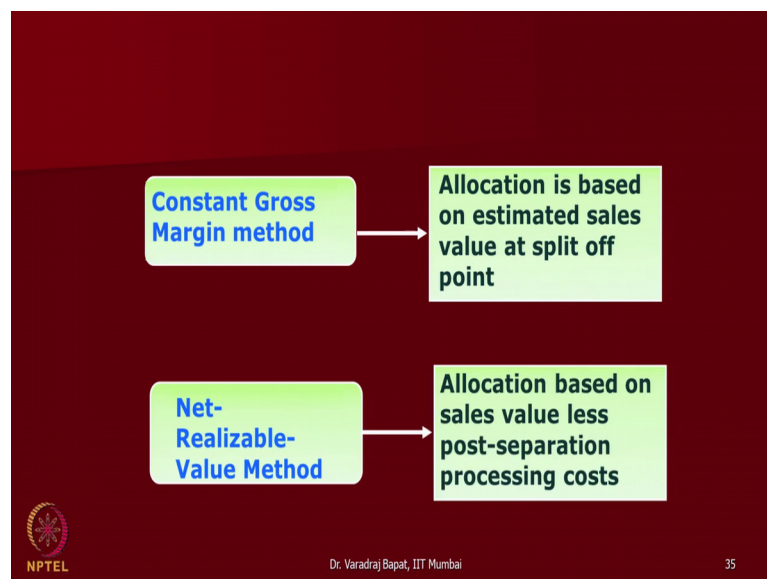 Constant Gross
Margin method
Allocation is based
on estimated sales
value at split off
point
Net-
Realizable-
Value Method
Allocation based on
sales value less
post-separation
processing costs
NPTEL
Dr. Varadraj Bapat, IIT Mumbai
35